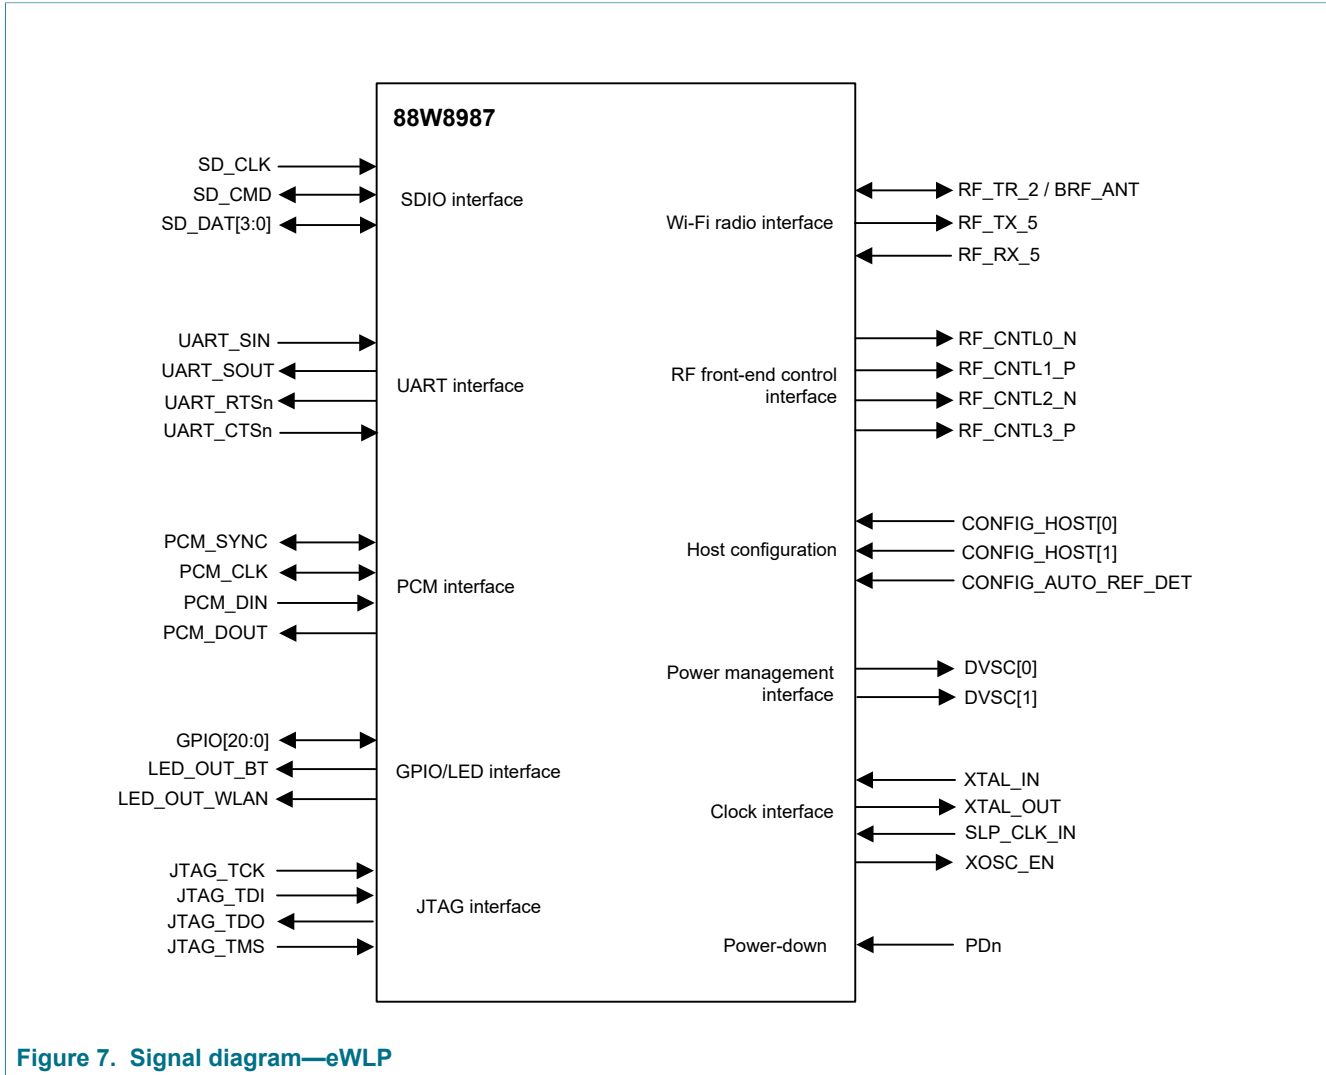 88W8987
SD_CLK
SD_CMD
SD_DAT[3:0]
SDIO interface
UART_SIN
UART_SOUT
UART_RTSn
UART_CTSn
UART interface
PCM_SYNC
PCM_CLK
PCM_DIN
PCM_DOUT
PCM interface
GPIO[20:0]
LED_OUT_BT
LED_OUT_WLAN
GPIO/LED interface
JTAG_TCK
JTAG_TDI
JTAG_TDO
JTAG_TMS
JTAG interface
Wi-Fi radio interface
RF_TR_2 / BRF_ANT
RF_TX_5
RF_RX_5
RF front-end control
interface
RF_CNTL0_N
RF_CNTL1_P
RF_CNTL2_N
RF_CNTL3_P
Host configuration
CONFIG_HOST[0]
CONFIG_HOST[1]
CONFIG_AUTO_REF_DET
Power management
interface
DVSC[0]
DVSC[1]
Clock interface
XTAL_IN
XTAL_OUT
SLP_CLK_IN
XOSC_EN
Power-down
PDn
Figure 7. Signal diagram—eWLP